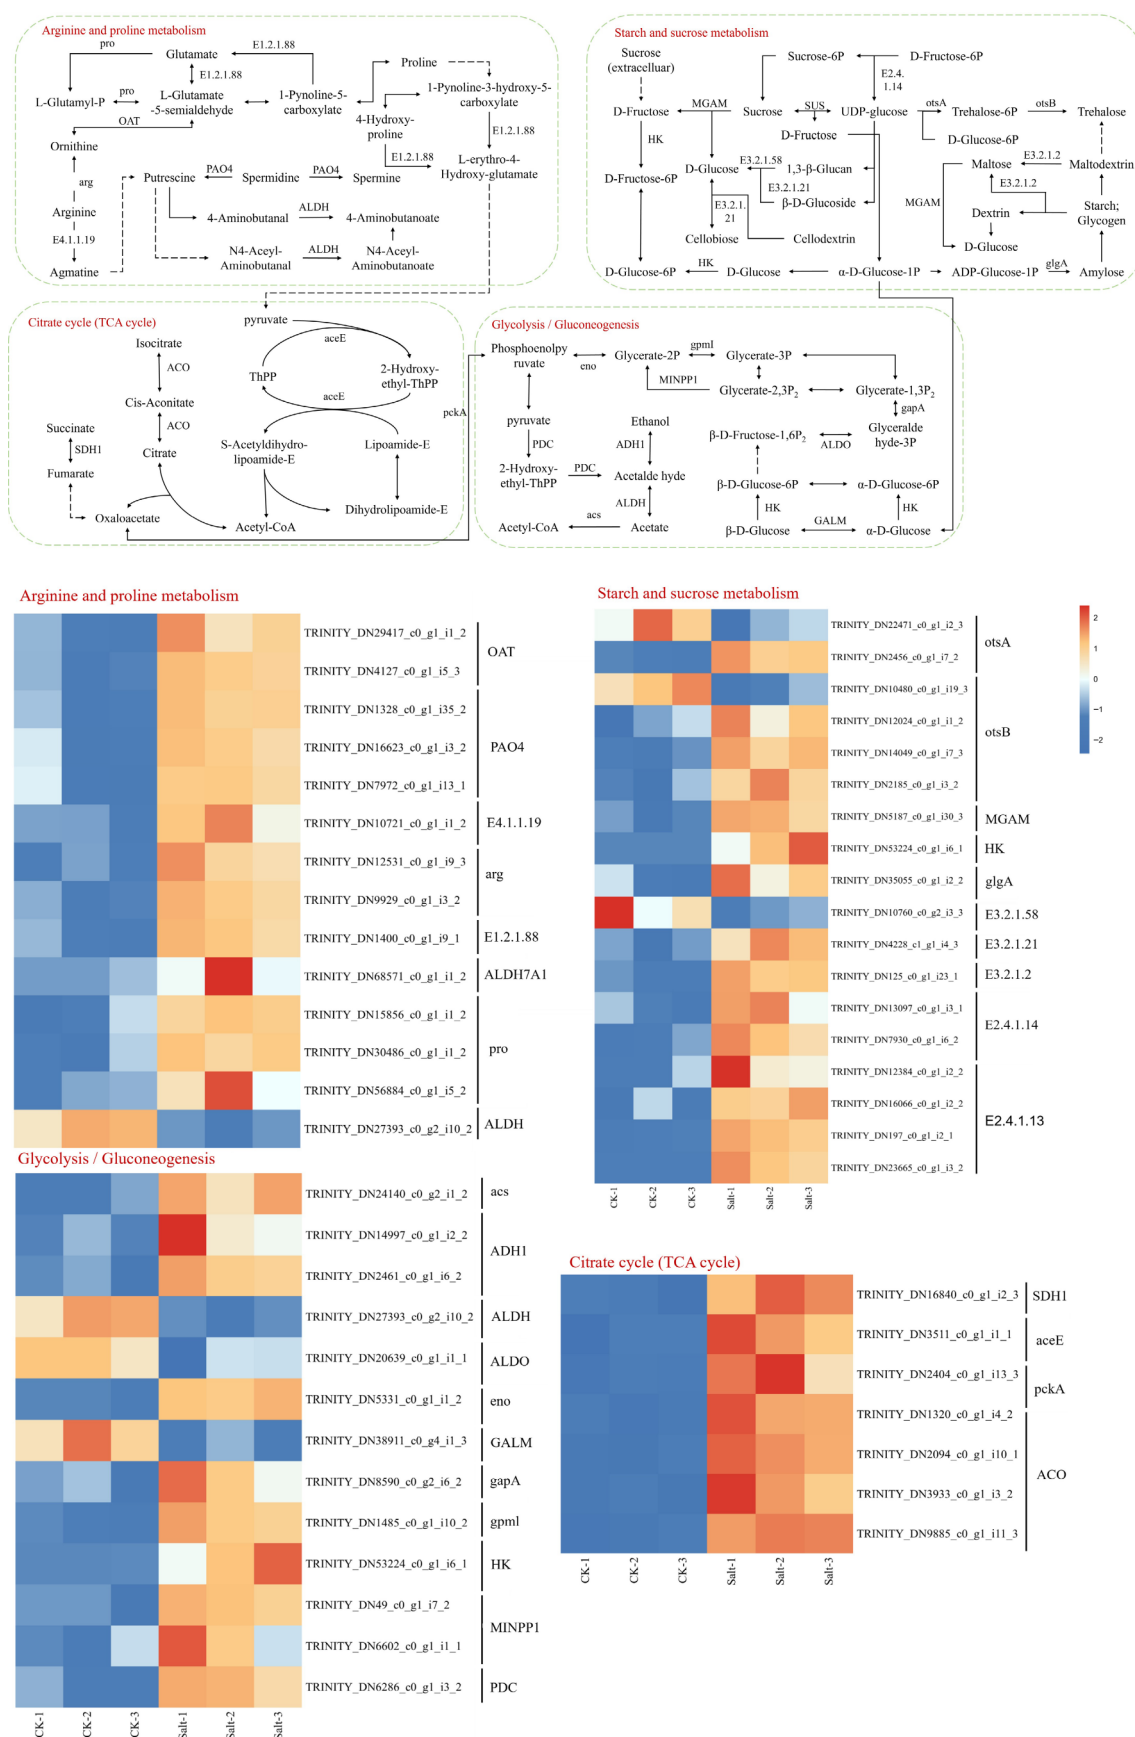 Arginine and proline metabolism
pro
Glutamate
E1.2.1.88
E1.2.1.88
L-Glutamyl-P
pro
L-Glutamate
-5-semialdehyde
1-Pynoline-5-
carboxylate
Proline
1-Pynoline-3-hydroxy-5-
carboxylate
4-Hydroxy-
proline
E1.2.1.88
E1.2.1.88
L-erythro-4-
Hydroxy-glutamate
OAT
Ornithine
arg
Arginine
E4.1.1.19
Agmatine
Putrescine
PAO4
Spermidine
PAO4
Spermine
4-Aminobutanal
ALDH
4-Aminobutanoate
N4-Aceyl-
Aminobutanal
ALDH
N4-Aceyl-
Aminobutanoate
Starch and sucrose metabolism
Sucrose
(extracelluar)
Sucrose-6P
D-Fructose-6P
E2.4.
1.14
D-Fructose
MGAM
Sucrose
SUS
UDP-glucose
otsA
Trehalose-6P
otsB
Trehalose
D-Fructose
D-Glucose-6P
HK
D-Glucose
E3.2.1.58
1,3-β-Glucan
Maltose
E3.2.1.2
Maltodextrin
D-Fructose-6P
E3.2.1.21
β-D-Glucoside
E3.2.1.2
MGAM
E3.2.1.
21
Dextrin
Starch;
Glycogen
Cellobiose
Cellodextrin
D-Glucose
D-Glucose-6P
HK
D-Glucose
α-D-Glucose-1P
ADP-Glucose-1P
glgA
Amylose
Citrate cycle (TCA cycle)
pyruvate
Isocitrate
aceE
ACO
ThPP
2-Hydroxy-
ethyl-ThPP
Cis-Aconitate
accE
pckA
Succinate
ACO
SDH1
Citrate
S-Acetyldihydro-
lipoamide-E
Lipoamide-E
Fumarate
Oxaloacetate
Acetyl-CoA
Dihydrolipoamide-E
Glycolysis / Gluconeogenesis
Phosphoenolpy
ruvate
eno
Glycerate-2P
gpml
Glycerate-3P
MINPP1
Glycerate-2,3P2
Glycerate-1,3P2
gapA
pyruvate
Ethanol
β-D-Fructose-1,6P2
ALDO
Glyceralde
hyde-3P
PDC
ADH1
2-Hydroxy-
ethyl-ThPP
PDC
Acetalde hyde
β-D-Glucose-6P
α-D-Glucose-6P
ALDH
HK
HK
Acetyl-CoA
acs
Acetate
β-D-Glucose
GALM
α-D-Glucose
Arginine and proline metabolism
TRINITY_DN29417_c0_g1_i1_2
TRINITY_DN4127_c0_g1_i5_3
OAT
TRINITY_DN1328_c0_g1_i35_2
TRINITY_DN16623_c0_g1_i3_2
TRINITY_DN7972_c0_g1_i13_1
PAO4
TRINITY_DN10721_c0_g1_i1_2
E4.1.1.19
TRINITY_DN12531_c0_g1_i9_3
TRINITY_DN9929_c0_g1_i3_2
arg
TRINITY_DN1400_c0_g1_i9_1
E1.2.1.88
TRINITY_DN68571_c0_g1_i1_2
ALDH7A1
TRINITY_DN15856_c0_g1_i1_2
TRINITY_DN30486_c0_g1_i1_2
TRINITY_DN56884_c0_g1_i5_2
pro
TRINITY_DN27393_c0_g2_i10_2
ALDH
Glycolysis / Gluconeogenesis
TRINITY_DN24140_c0_g2_i1_2
acs
TRINITY_DN14997_c0_g1_i2_2
TRINITY_DN2461_c0_g1_i6_2
ADH1
TRINITY_DN27393_c0_g2_i10_2
ALDH
TRINITY_DN20639_c0_g1_i1_1
ALDO
TRINITY_DN5331_c0_g1_i1_2
eno
TRINITY_DN38911_c0_g4_i1_3
GALM
TRINITY_DN8590_c0_g2_i6_2
gapA
TRINITY_DN1485_c0_g1_i10_2
gpml
TRINITY_DN53224_c0_g1_i6_1
HK
TRINITY_DN49_c0_g1_i7_2
TRINITY_DN6602_c0_g1_i1_1
MINPP1
TRINITY_DN6286_c0_g1_i3_2
PDC
CK-1
CK-2
CK-3
Salt-1
Salt-2
Salt-3
Starch and sucrose metabolism
TRINITY_DN22471_c0_g1_i2_3
TRINITY_DN2456_c0_g1_i7_2
otsA
TRINITY_DN10480_c0_g1_i19_3
TRINITY_DN12024_c0_g1_i1_2
TRINITY_DN14049_c0_g1_i7_3
TRINITY_DN2185_c0_g1_i3_2
otsB
TRINITY_DN5187_c0_g1_i30_3
MGAM
TRINITY_DN53224_c0_g1_i6_1
HK
TRINITY_DN35055_c0_g1_i2_2
glgA
TRINITY_DN10760_c0_g2_i3_3
E3.2.1.58
TRINITY_DN4228_c1_g1_i4_3
E3.2.1.21
TRINITY_DN125_c0_g1_i23_1
E3.2.1.2
TRINITY_DN13097_c0_g1_i3_1
TRINITY_DN7930_c0_g1_i6_2
E2.4.1.14
TRINITY_DN12384_c0_g1_i2_2
TRINITY_DN16066_c0_g1_i2_2
TRINITY_DN197_c0_g1_i2_1
TRINITY_DN23665_c0_g1_i3_2
E2.4.1.13
CK-1
CK-2
CK-3
Salt-1
Salt-2
Salt-3
2
1
0
−1
−2
Citrate cycle (TCA cycle)
TRINITY_DN16840_c0_g1_i2_3
SDH1
TRINITY_DN3511_c0_g1_i1_1
aceE
TRINITY_DN2404_c0_g1_i13_3
pckA
TRINITY_DN1320_c0_g1_i4_2
TRINITY_DN2094_c0_g1_i10_1
TRINITY_DN3933_c0_g1_i3_2
TRINITY_DN9885_c0_g1_i11_3
ACO
CK-1
CK-2
CK-3
Salt-1
Salt-2
Salt-3